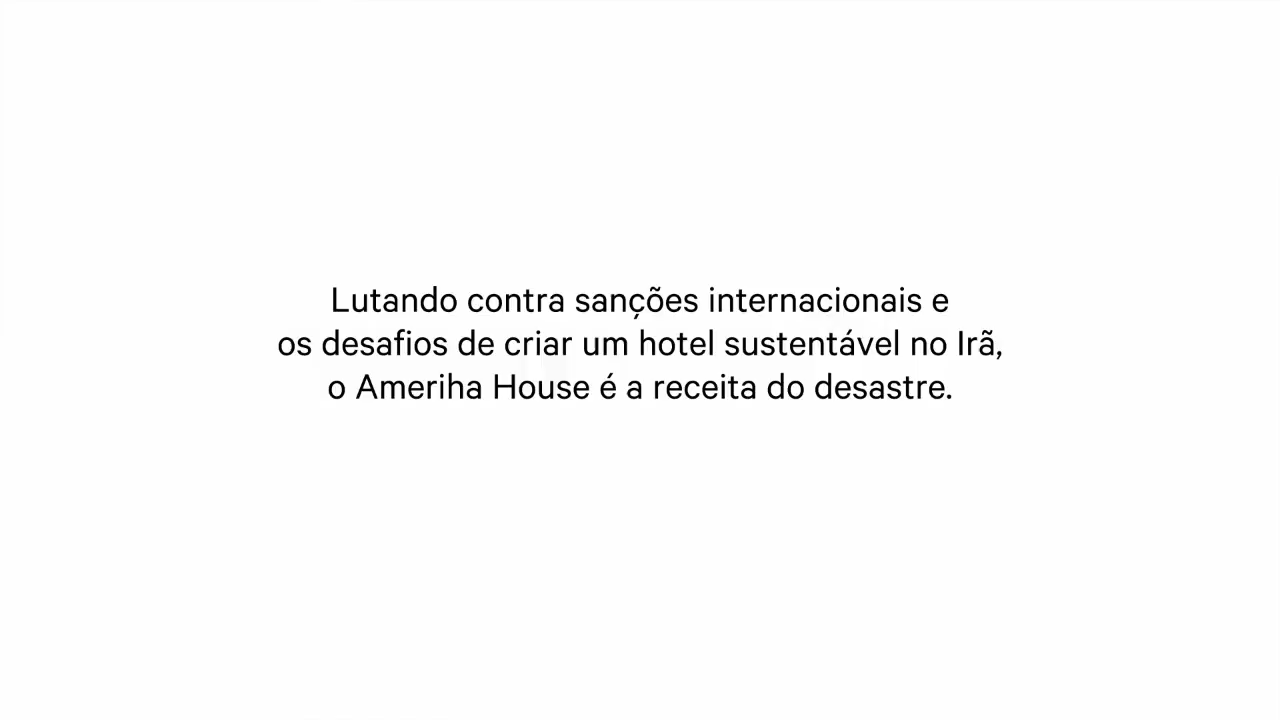 Lutando contra sanções internacionais e
os desafios de criar um hotel sustentável no Irã,
o Ameriha House é a receita do desastre.